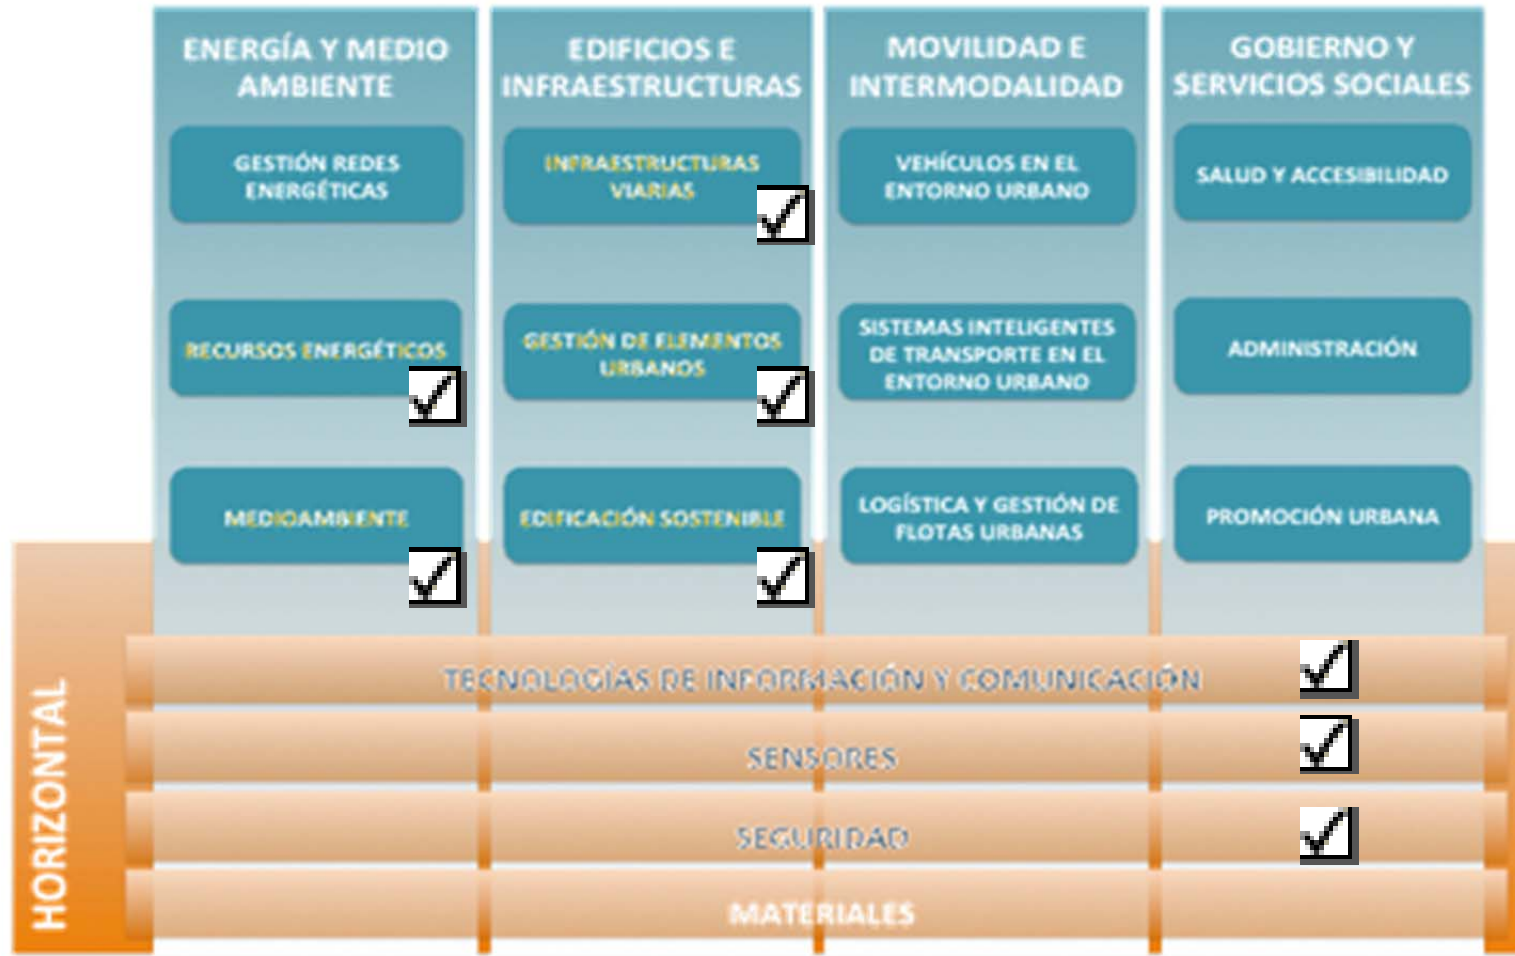 ENERGÍA Y MEDIO
AMBIENTE
GESTIÓN REDES
ENERGÉTICAS
RECURSOS ENERGÉTICOS
MEDIOAMBIENTE
EDIFICIOS E
INFRAESTRUCTURAS
INFRAESTRUCTURAS
VIARIAS
GESTIÓN DE ELEMENTOS
URBANOS
EDIFICACIÓN SOSTENIBLE
MOVILIDAD E
INTERMODALIDAD
VEHÍCULOS EN EL
ENTORNO URBANO
SISTEMAS INTELIGENTES
DE TRANSPORTE EN EL
ENTORNO URBANO
LOGÍSTICA Y GESTIÓN DE
FLOTAS URBANAS
GOBIERNO Y
SERVICIOS SOCIALES
SALUD Y ACCESIBILIDAD
ADMINISTRACIÓN
PROMOCIÓN URBANA
HORIZONTAL
TECNOLOGÍAS DE INFORMACIÓN Y COMUNICACIÓN
SENSORES
SEGURIDAD
MATERIALES